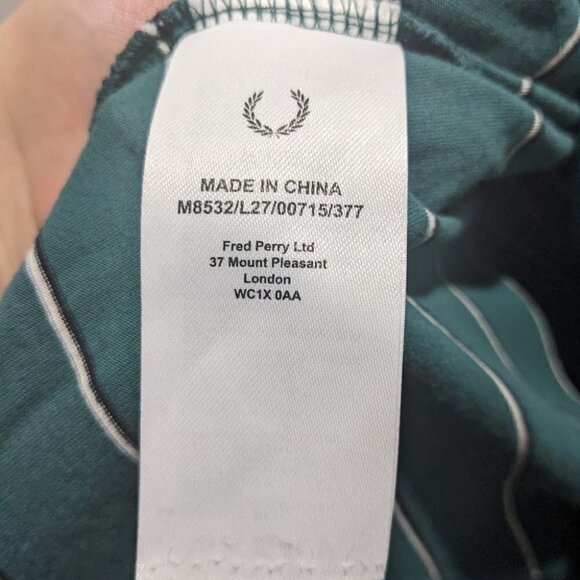 MADE IN CHINA
M8532/L27/00715/377
Fred Perry Ltd
37 Mount Pleasant
London
WC1X 0AA